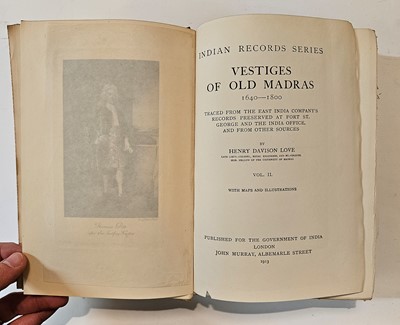 INDIAN RECORDS SERIES
VESTIGES
OF OLD MADRAS
1640—1800
TRACED FROM THE EAST INDIA COMPANY'S
RECORDS PRESERVED AT FORT ST.
GEORGE AND THE INDIA OFFICE,
AND FROM OTHER SOURCES
BY
HENRY DAVISON LOVE
VOL. II.
WITH MAPS AND ILLUSTRATIONS
PUBLISHED FOR THE GOVERNMENT OF INDIA
LONDON
JOHN MURRAY, ALBEMARLE STREET
1913